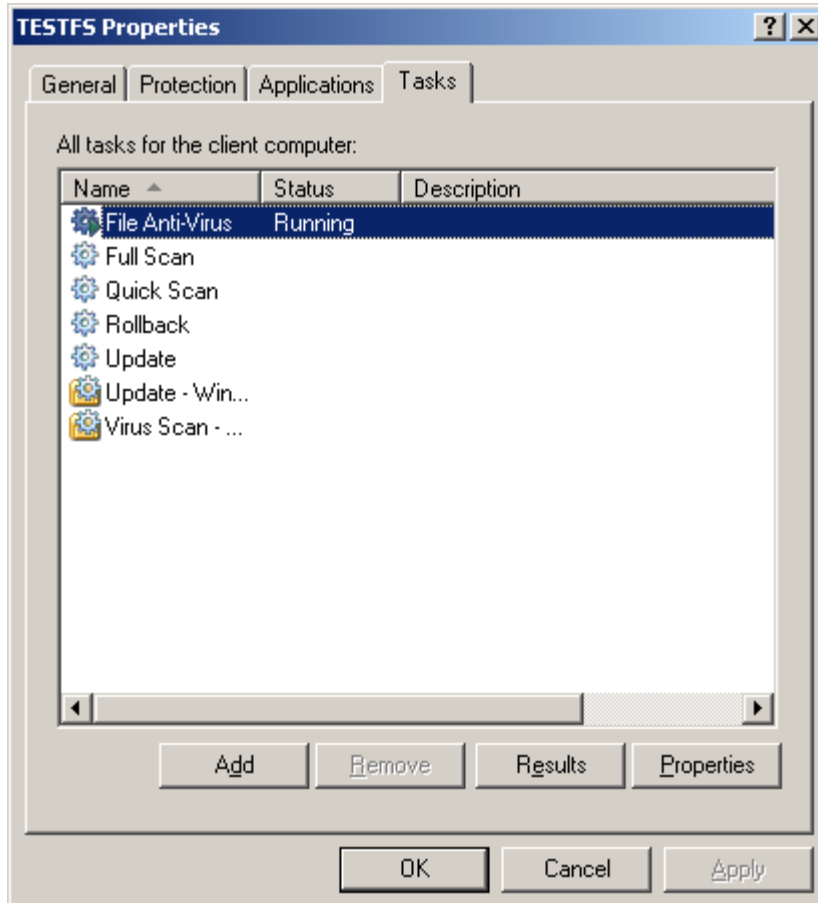 TESTFS Properties
General Protection Applications Tasks
All tasks for the client computer:
Name Status Description
File Anti-Virus Running
Full Scan
Quick Scan
Rollback
Update
Update - Win...
Virus Scan - ...
Add Remove Results Properties
OK Cancel Apply